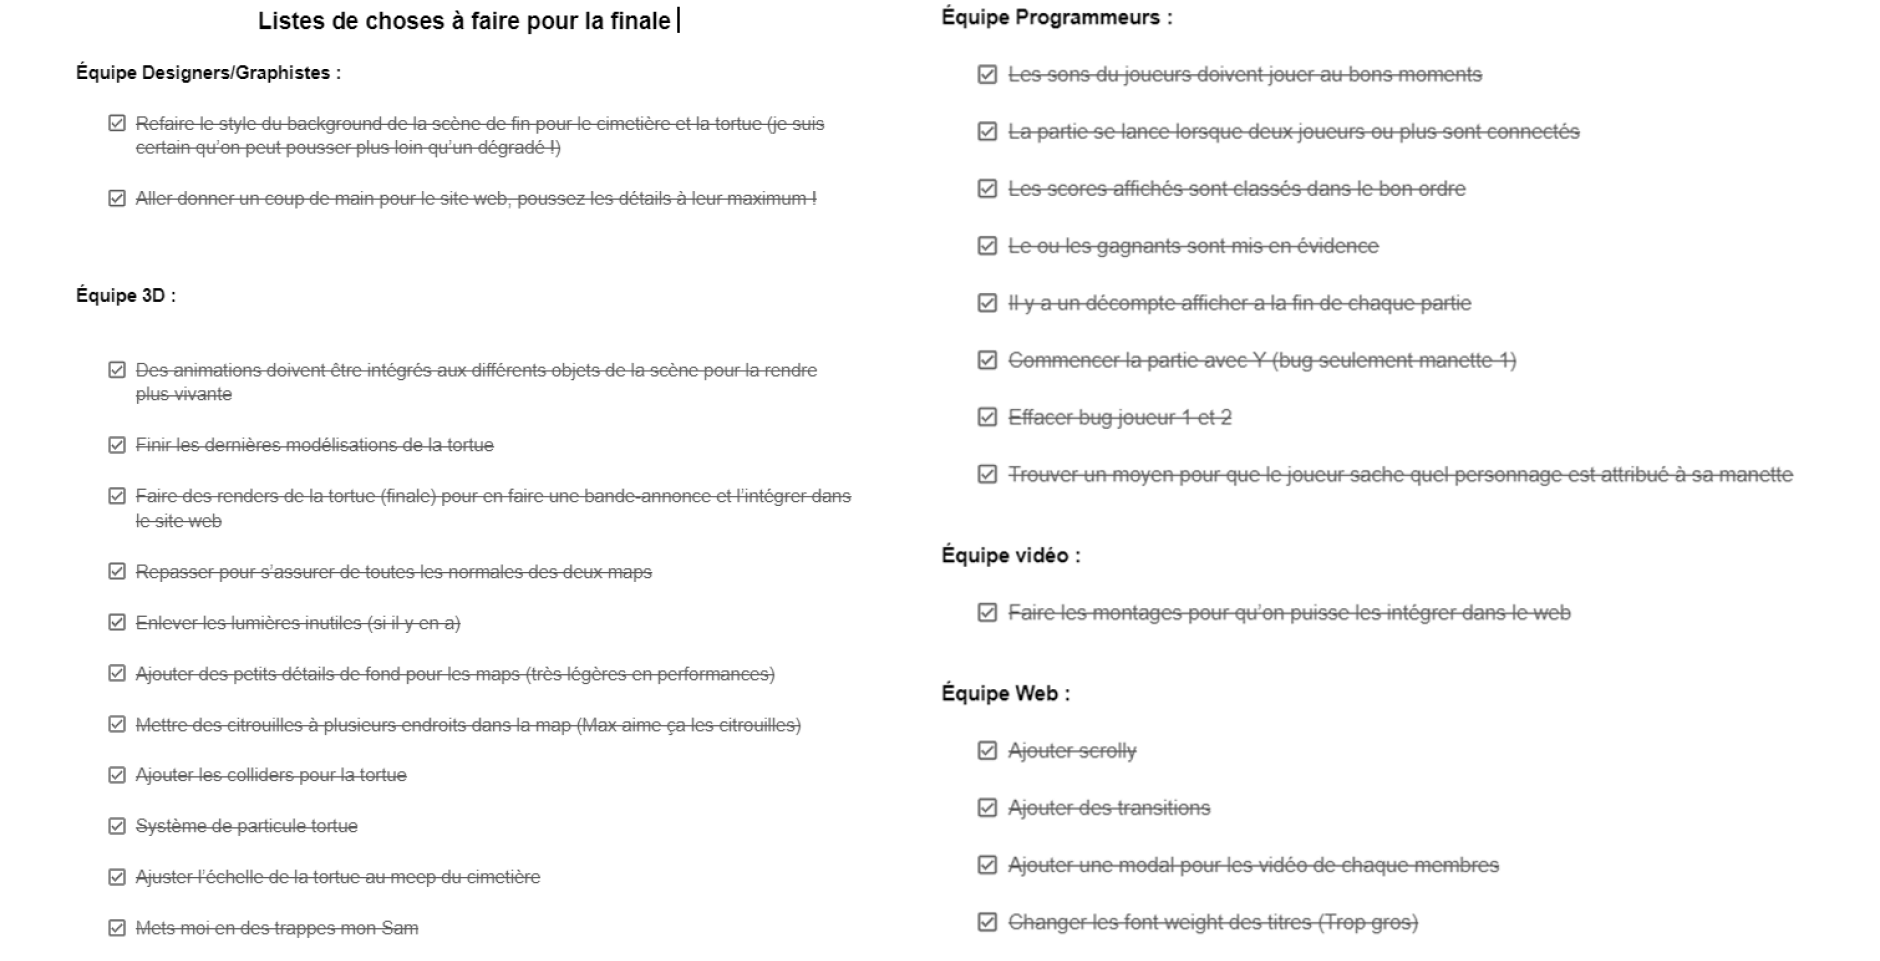 Listes de choses à faire pour la finale
Équipe Designers/Graphistes :
Refaire le style du background de la scène de fin pour le cimetière et la tortue (je suis
certain qu'on peut pousser plus loin qu'un dégradé !)
Aller donner un coup de main pour le site web, poussez les détails à leur maximum !
Équipe 3D :
Des animations doivent être intégrés aux différents objets de la scène pour la rendre
plus vivante
Finir les dernières modélisations de la tortue
Faire des renders de la tortue (finale) pour en faire une bande-annonce et l'intégrer dans
le site web
Repasser pour s'assurer de toutes les normales des deux maps
Enlever les lumières inutiles (si il y en a)
Ajouter des petits détails de fond pour les maps (très légères en performances)
Mettre des citrouilles à plusieurs endroits dans la map (Max aime ça les citrouilles)
Ajouter les colliders pour la tortue
Système de particule tortue
Ajuster l'échelle de la tortue au meep du cimetière
Mets moi en des trappes mon Sam
Équipe Programmeurs :
Les sons du joueurs doivent jouer au bons moments
La partie se lance lorsque deux joueurs ou plus sont connectés
Les scores affichés sont classés dans le bon ordre
Le ou les gagnants sont mis en évidence
Il y a un décompte afficher a la fin de chaque partie
Commencer la partie avec Y (bug seulement manette 1)
Effacer bug joueur 1 et 2
Trouver un moyen pour que le joueur sache quel personnage est attribué à sa manette
Équipe vidéo :
Faire les montages pour qu'on puisse les intégrer dans le web
Équipe Web :
Ajouter scrolly
Ajouter des transitions
Ajouter une modal pour les vidéo de chaque membres
Changer les font weight des titres (Trop gros)